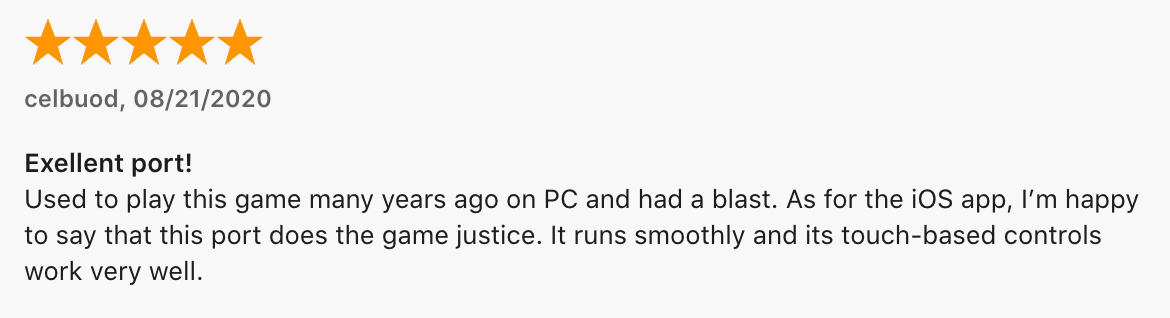 celbuod, 08/21/2020
Exellent port!
Used to play this game many years ago on PC and had a blast. As for the iOS app, I’m happy
to say that this port does the game justice. It runs smoothly and its touch-based controls
work very well.